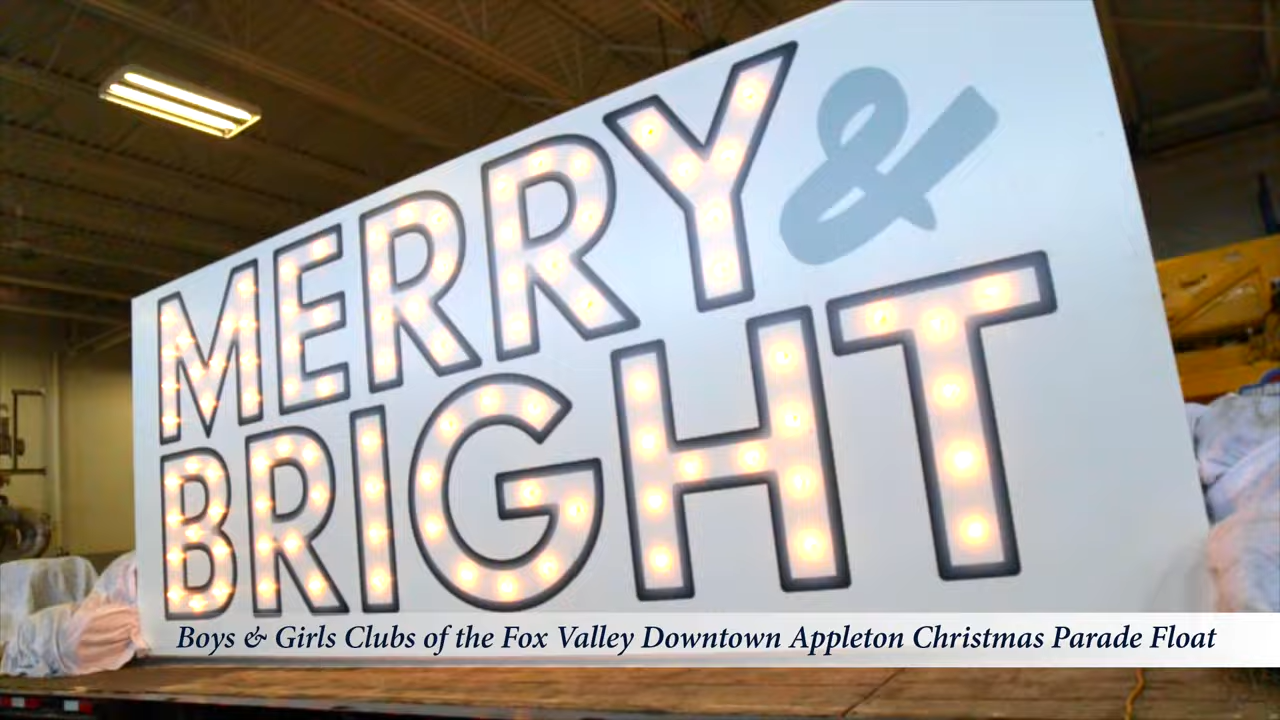 MERRY &
BRIGHT
Boys & Girls Clubs of the Fox Valley Downtown Appleton Christmas Parade Float